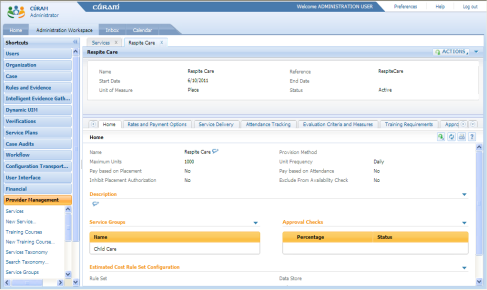 CÚRAM
Administrator
CÚRAM
Welcome ADMINISTRATION USER Preferences Help Log out
Home Administration Workspace Inbox Calendar
Shortcuts
Users
Organization
Case
Rules and Evidence
Intelligent Evidence Gath...
Dynamic UIM
Verifications
Service Plans
Case Audits
Workflow
Configuration Transport...
User Interface
Financial
Provider Management
Services
New Service...
Training Courses
New Training Course...
Services Taxonomy
Search Taxonomy...
Service Groups
Services Respite Care
Respite Care ACTIONS
Name Respite Care Reference RespiteCare
Start Date 6/10/2011 End Date
Unit of Measure Place Status Active
Home Rates and Payment Options Service Delivery Attendance Tracking Evaluation Criteria and Measures Training Requirements
Home
Name Respite Care Provision Method
Maximum Units 1000 Unit Frequency Daily
Pay based on Placement No Pay based on Attendance No
Inhibit Placement Authorization No Exclude From Availability Check No
Description
Service Groups Approval Checks
Name Percentage Status
Child Care
Estimated Cost Rule Set Configurative
Rule Set Data Store